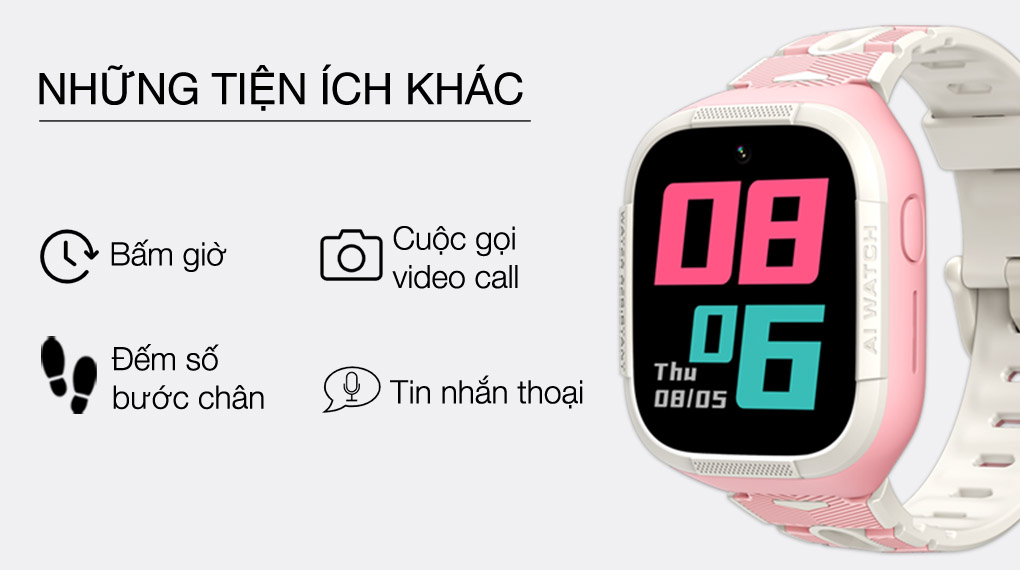 NHỮNG TIỆN ÍCH KHÁC
Bấm giờ
Cuộc gọi
video call
Đếm số
bước chân
Tin nhắn thoại
08
06
Thu
08/05
AI WATCH